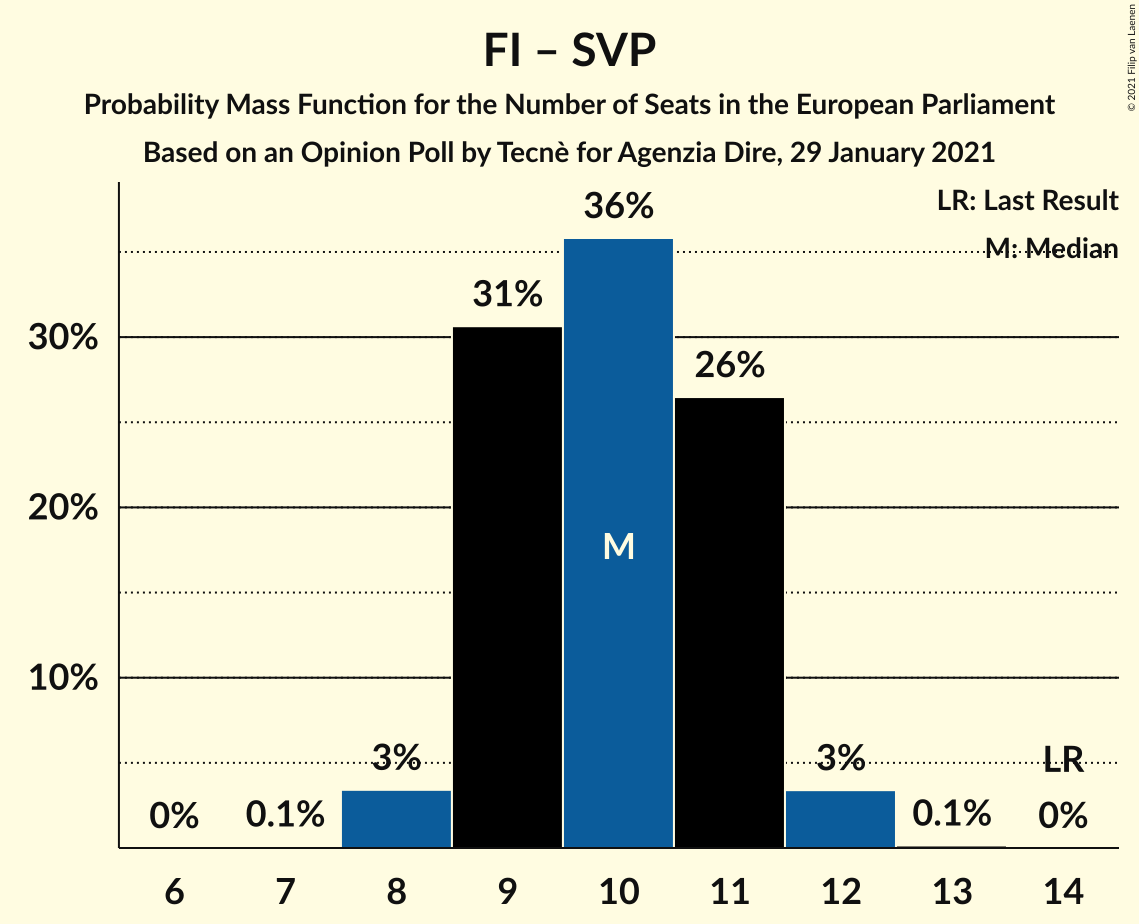 FI – SVP
Probability Mass Function for the Number of Seats in the European Parliament
Based on an Opinion Poll by Tecnè for Agenzia Dire, 29 January 2021
© 2021 Filip van Laenen
LR: Last Result
M: Median
36%
31%
30%
26%
20%
M
10%
3%
3%
LR
0%
0.1%
0.1%
0%
6 7 8 9 10 11 12 13 14